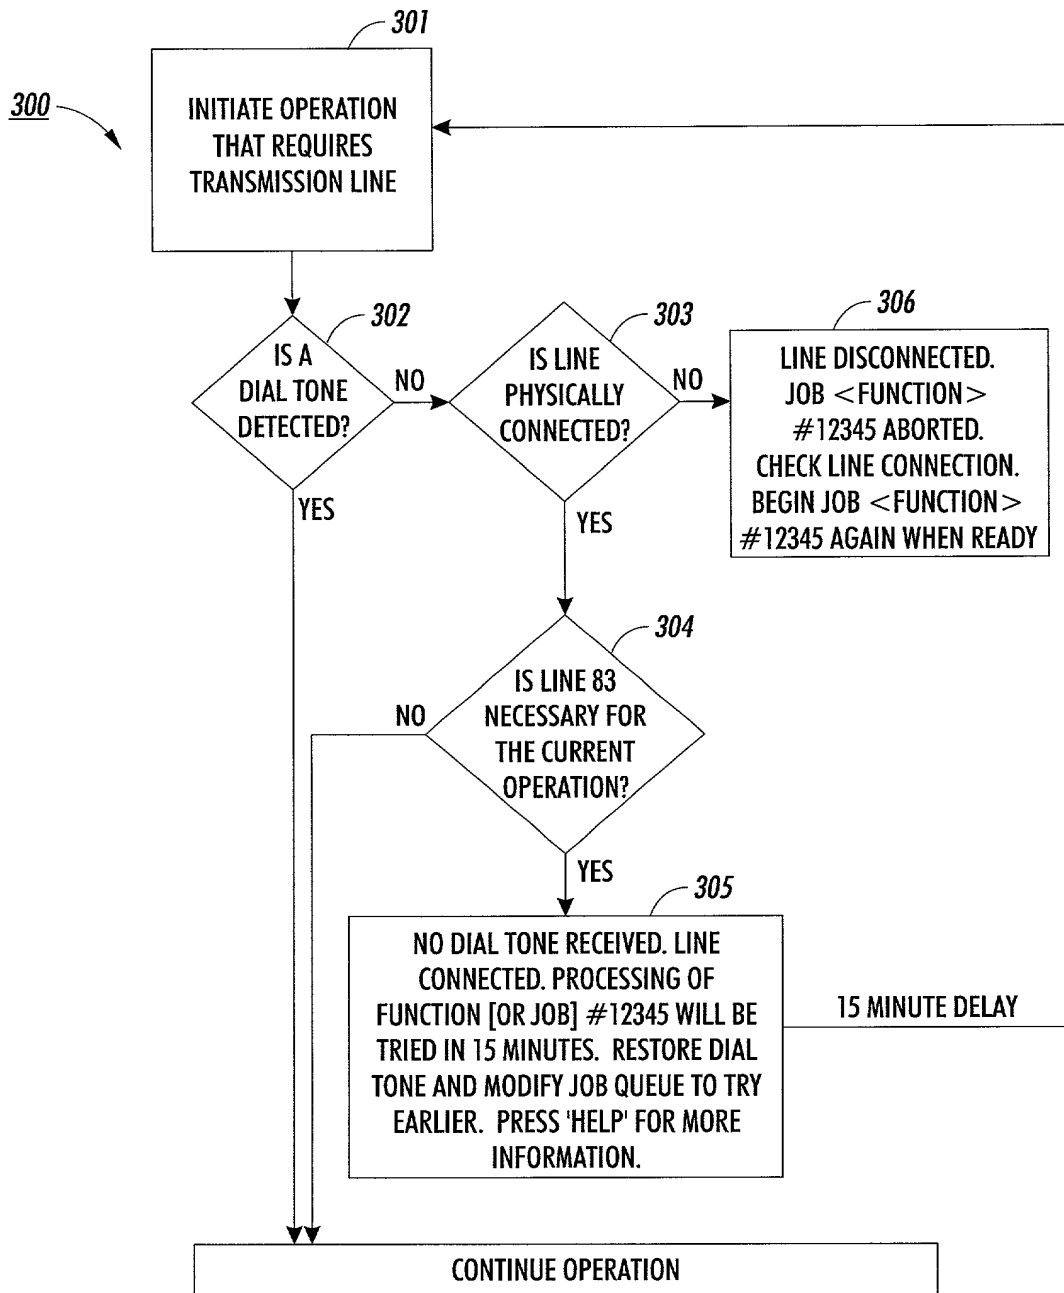 301
300
INITIATE OPERATION
THAT REQUIRES
TRANSMISSION LINE
302
IS A
DIAL TONE
DETECTED?
NO
YES
303
IS LINE
PHYSICALLY
CONNECTED?
NO
YES
306
LINE DISCONNECTED.
JOB <FUNCTION>
#12345 ABORTED.
CHECK LINE CONNECTION.
BEGIN JOB <FUNCTION>
#12345 AGAIN WHEN READY
304
IS LINE 83
NECESSARY FOR
THE CURRENT
OPERATION?
NO
YES
305
NO DIAL TONE RECEIVED. LINE
CONNECTED. PROCESSING OF
FUNCTION [OR JOB] #12345 WILL BE
TRIED IN 15 MINUTES. RESTORE DIAL
TONE AND MODIFY JOB QUEUE TO TRY
EARLIER. PRESS 'HELP' FOR MORE
INFORMATION.
15 MINUTE DELAY
CONTINUE OPERATION